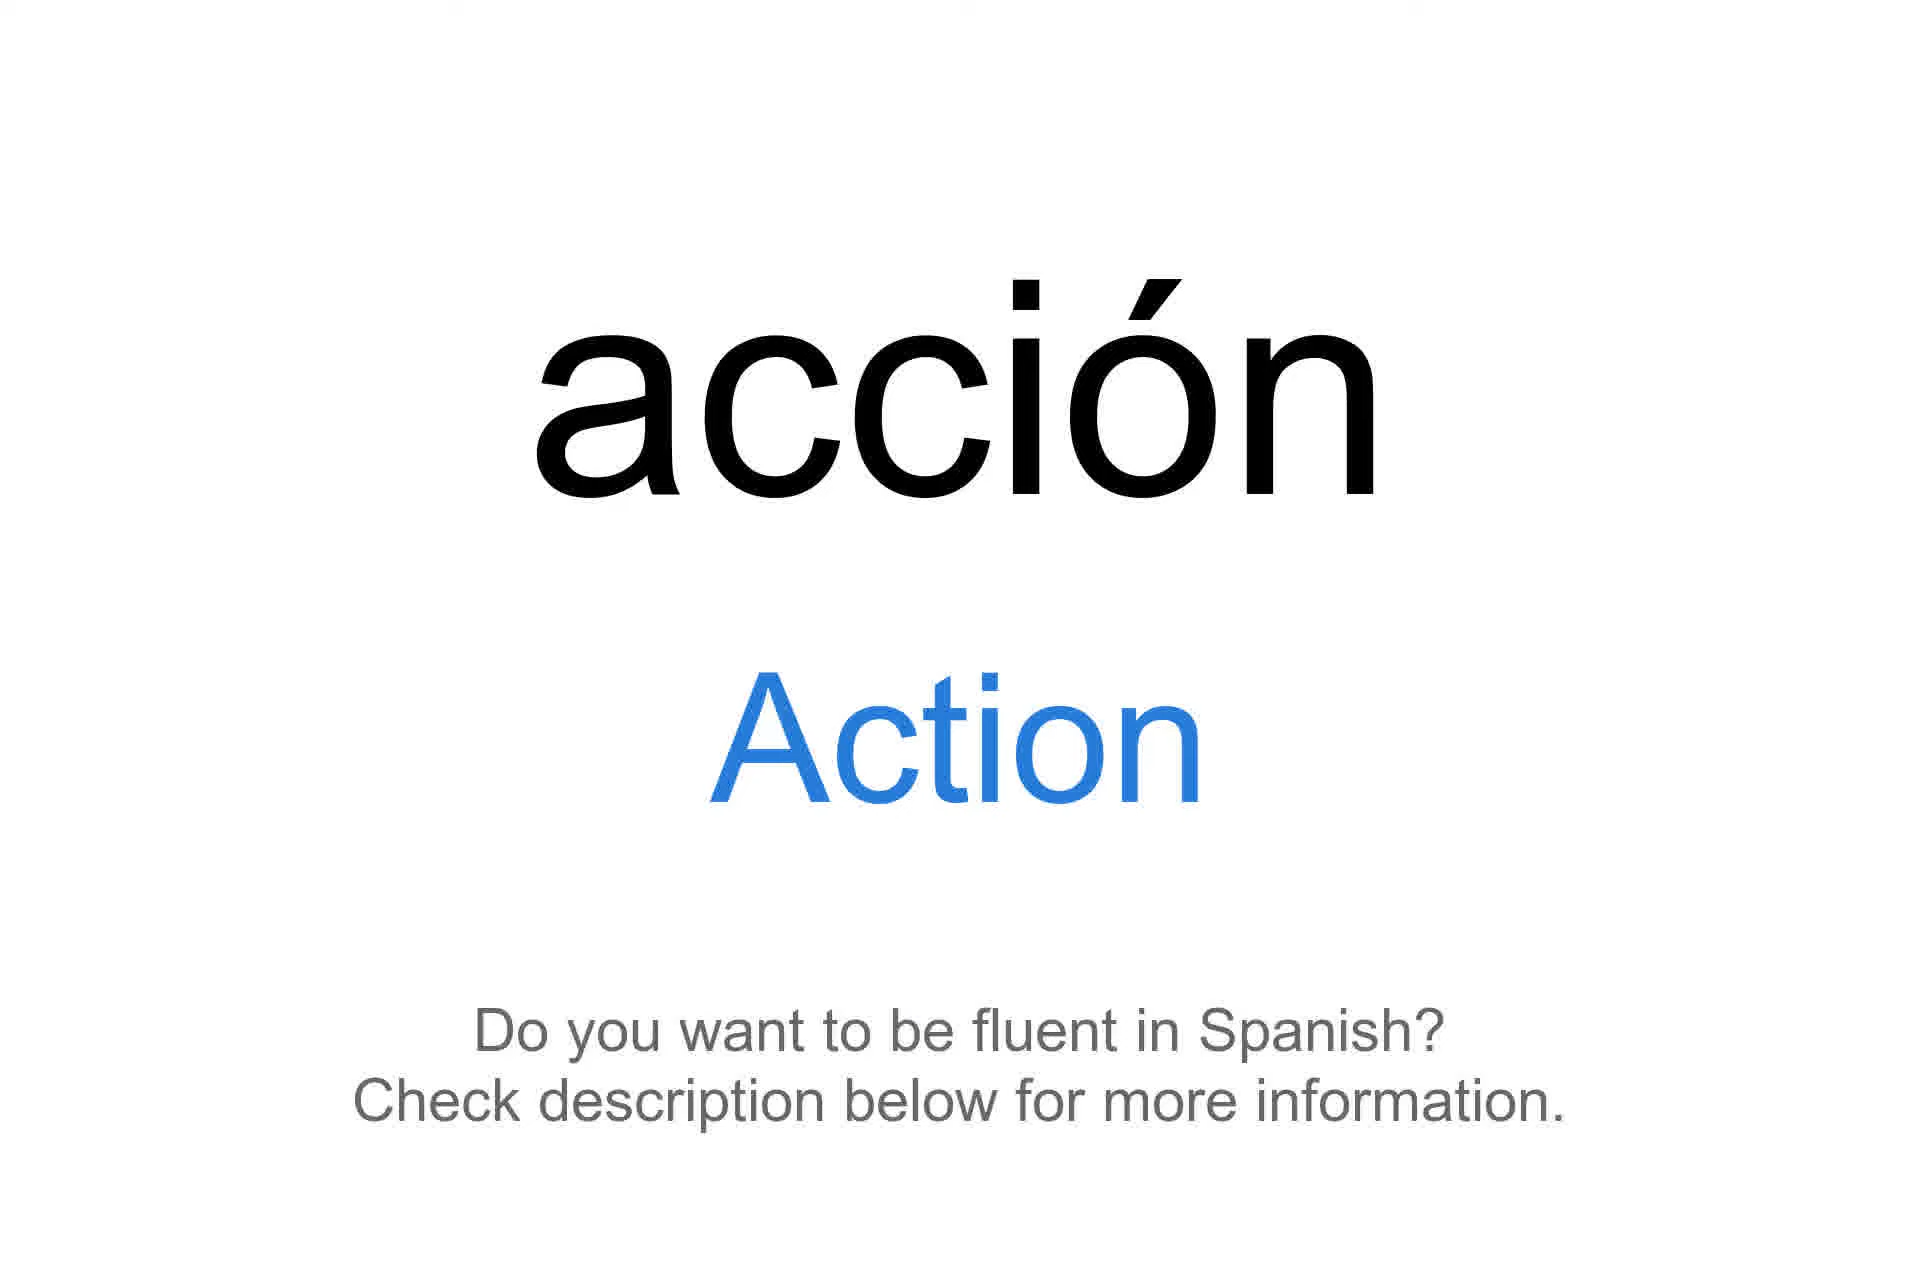 acción
Action
Do you want to be fluent in Spanish?
Check description below for more information.